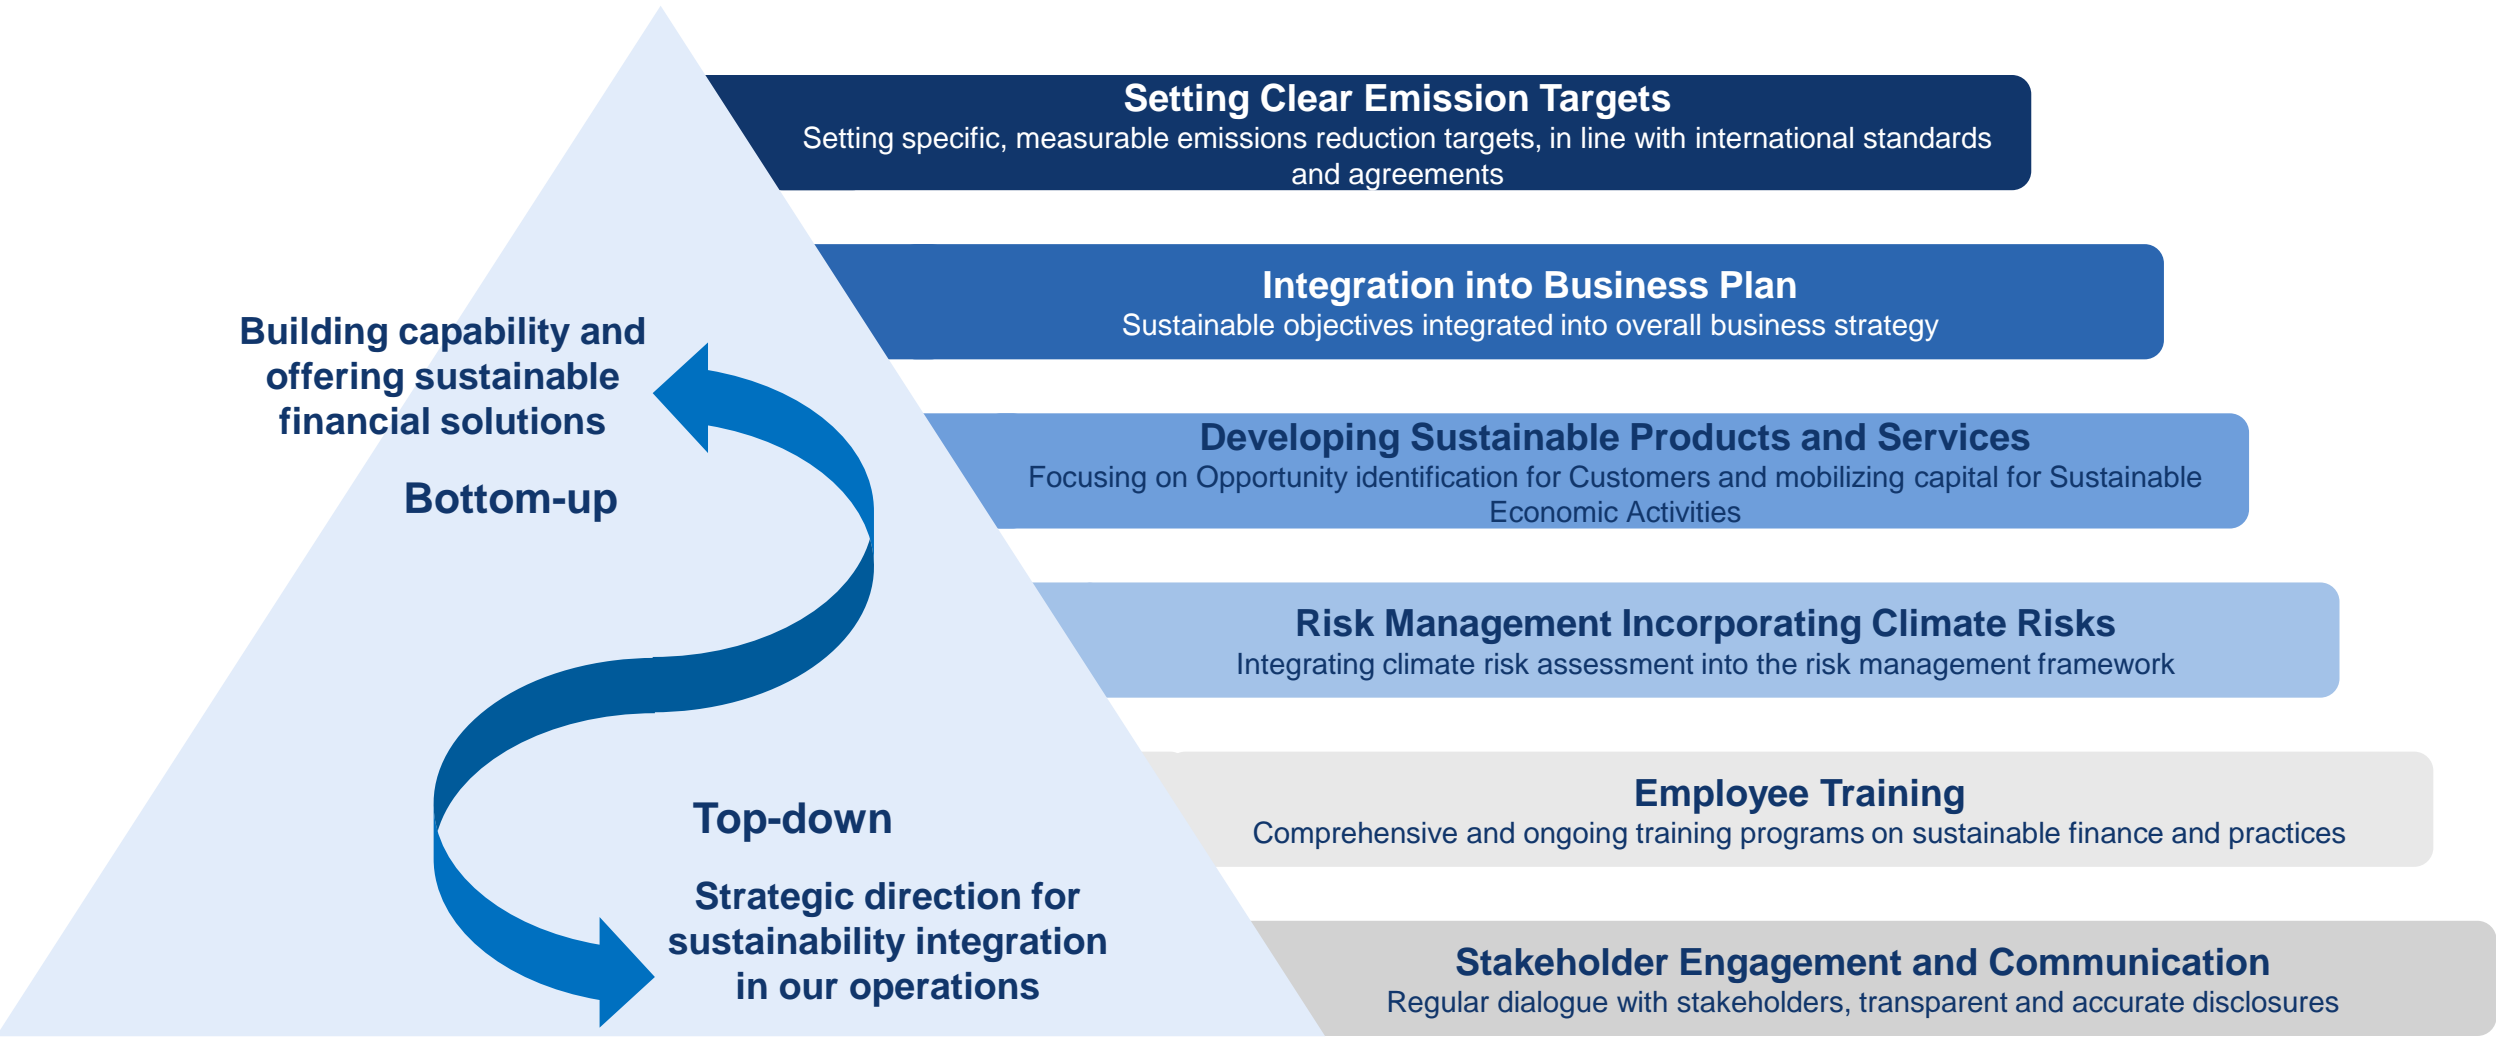 Setting Clear Emission Targets
Setting specific, measurable emissions reduction targets, in line with international standards
and agreements
Integration into Business Plan
Sustainable objectives integrated into overall business strategy
Building capability and
offering sustainable
financial solutions
Bottom-up
Developing Sustainable Products and Services
Focusing on Opportunity identification for Customers and mobilizing capital for Sustainable
Economic Activities
Risk Management Incorporating Climate Risks
Integrating climate risk assessment into the risk management framework
Top-down
Strategic direction for
sustainability integration
in our operations
Employee Training
Comprehensive and ongoing training programs on sustainable finance and practices
Stakeholder Engagement and Communication
Regular dialogue with stakeholders, transparent and accurate disclosures